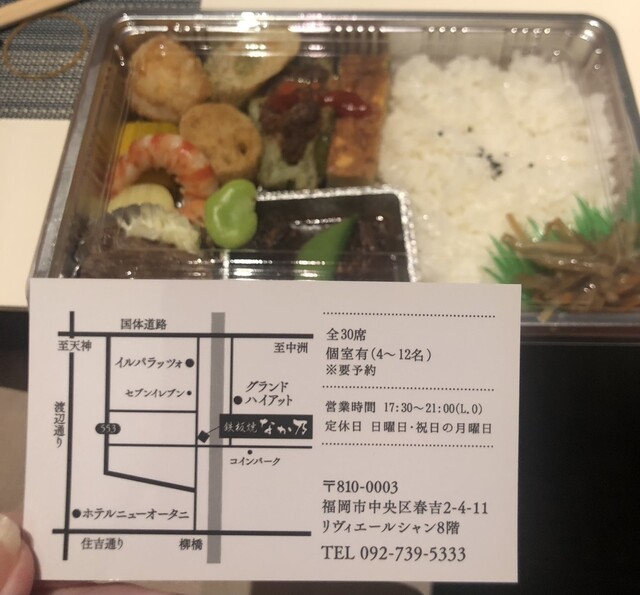 国体道路
至天神
至中洲
イルパラッツォ
セブンイレブン
グランド
ハイアット
渡辺通り
553
鉄板焼 なか乃
コインパーク
ホテルニューオータニ
住吉通り
柳橋
全30席
個室有(4〜12名)
※要予約
営業時間 17:30〜21:00(L.O)
定休日 日曜日・祝日の月曜日
〒810-0003
福岡市中央区春吉2-4-11
リヴィエールシャン8階
TEL 092-739-5333